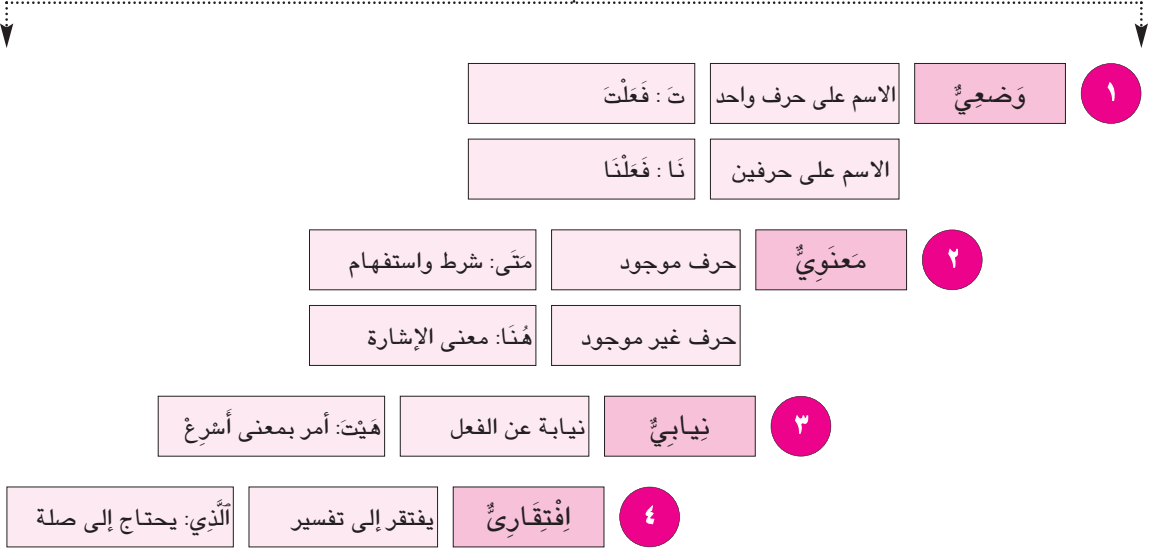 ١ وَضعِيٌّ الاسم على حرف واحد تَ : فَعَلْتَ
الاسم على حرفين نَا : فَعَلْنَا
٢ مَعنَوِيٌّ حرف موجود مَتَى: شرط واستفهام
حرف غير موجود هُنَا: معنى الإشارة
٣ نِيابِيٌّ نيابة عن الفعل هَيْتَ: أمر بمعنى أَسْرِعْ
٤ اِفْتِقَارِىٌّ يفتقر إلى تفسير ٱلَّذِي: يحتاج إلى صلة